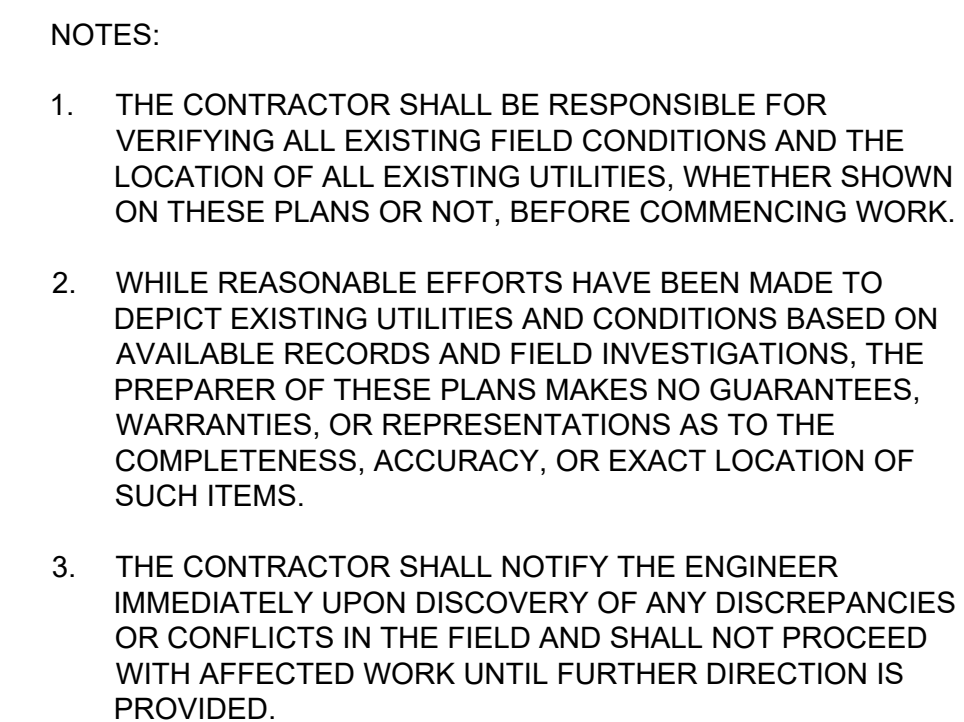 NOTES:
1. THE CONTRACTOR SHALL BE RESPONSIBLE FOR
VERIFYING ALL EXISTING FIELD CONDITIONS AND THE
LOCATION OF ALL EXISTING UTILITIES, WHETHER SHOWN
ON THESE PLANS OR NOT, BEFORE COMMENCING WORK.
2. WHILE REASONABLE EFFORTS HAVE BEEN MADE TO
DEPICT EXISTING UTILITIES AND CONDITIONS BASED ON
AVAILABLE RECORDS AND FIELD INVESTIGATIONS, THE
PREPARER OF THESE PLANS MAKES NO GUARANTEES,
WARRANTIES, OR REPRESENTATIONS AS TO THE
COMPLETENESS, ACCURACY, OR EXACT LOCATION OF
SUCH ITEMS.
3. THE CONTRACTOR SHALL NOTIFY THE ENGINEER
IMMEDIATELY UPON DISCOVERY OF ANY DISCREPANCIES
OR CONFLICTS IN THE FIELD AND SHALL NOT PROCEED
WITH AFFECTED WORK UNTIL FURTHER DIRECTION IS
PROVIDED.